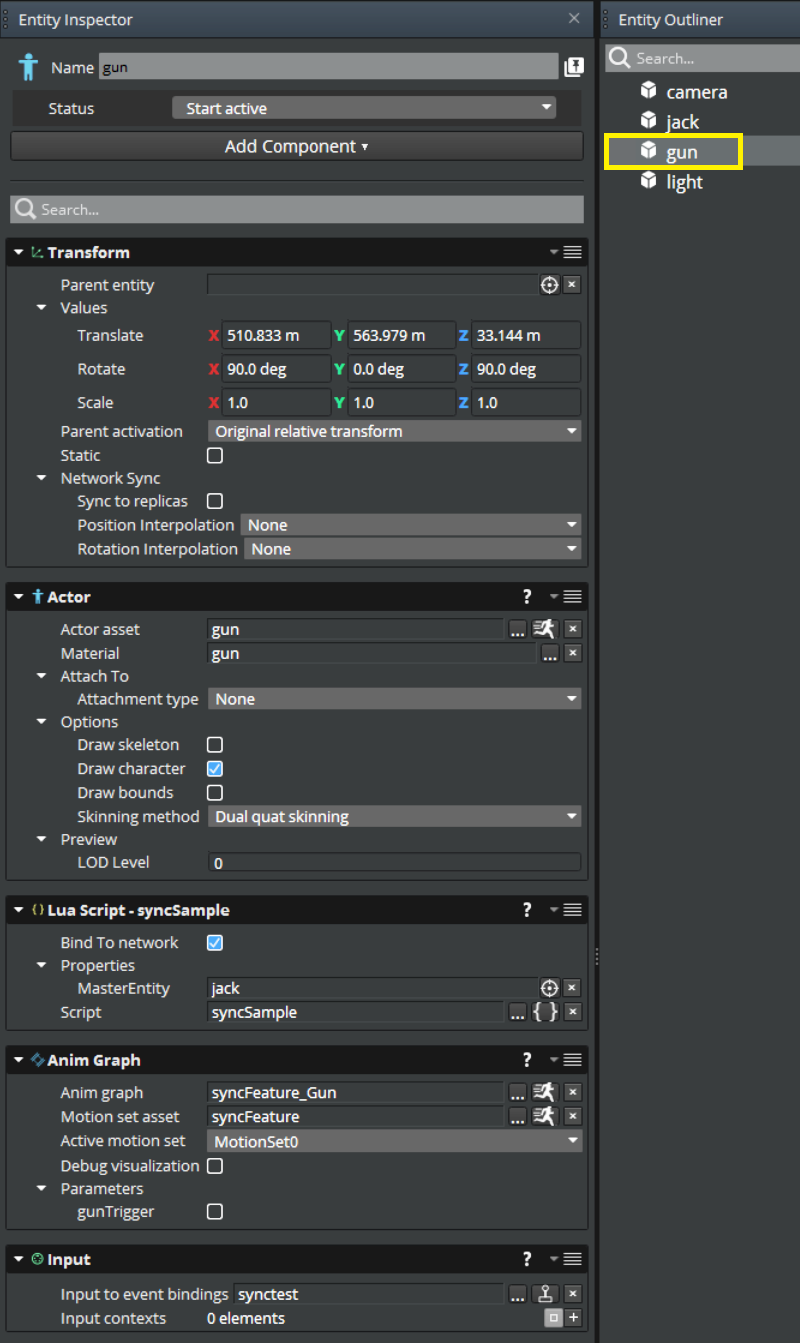 Entity Inspector
Name gun
Status Start active
Add Component
Search...
Transform
Parent entity
Values
Translate X 510.833 m Y 563.979 m Z 33.144 m
Rotate X 90.0 deg Y 0.0 deg Z 90.0 deg
Scale X 1.0 Y 1.0 Z 1.0
Parent activation Original relative transform
Static
Network Sync
Sync to replicas
Position Interpolation None
Rotation Interpolation None
Actor ?
Actor asset gun ...
Material gun ...
Attach To
Attachment type None
Options
Draw skeleton
Draw character
Draw bounds
Skinning method Dual quat skinning
Preview
LOD Level 0
Lua Script - syncSample ?
Bind To network
Properties
MasterEntity jack
Script syncSample ... { }
Anim Graph ?
Anim graph syncFeature_Gun ...
Motion set asset syncFeature ...
Active motion set MotionSet0
Debug visualization
Parameters
gunTrigger
Input ?
Input to event bindings synctest ...
Input contexts 0 elements
Entity Outliner
Search...
camera
jack
gun
light